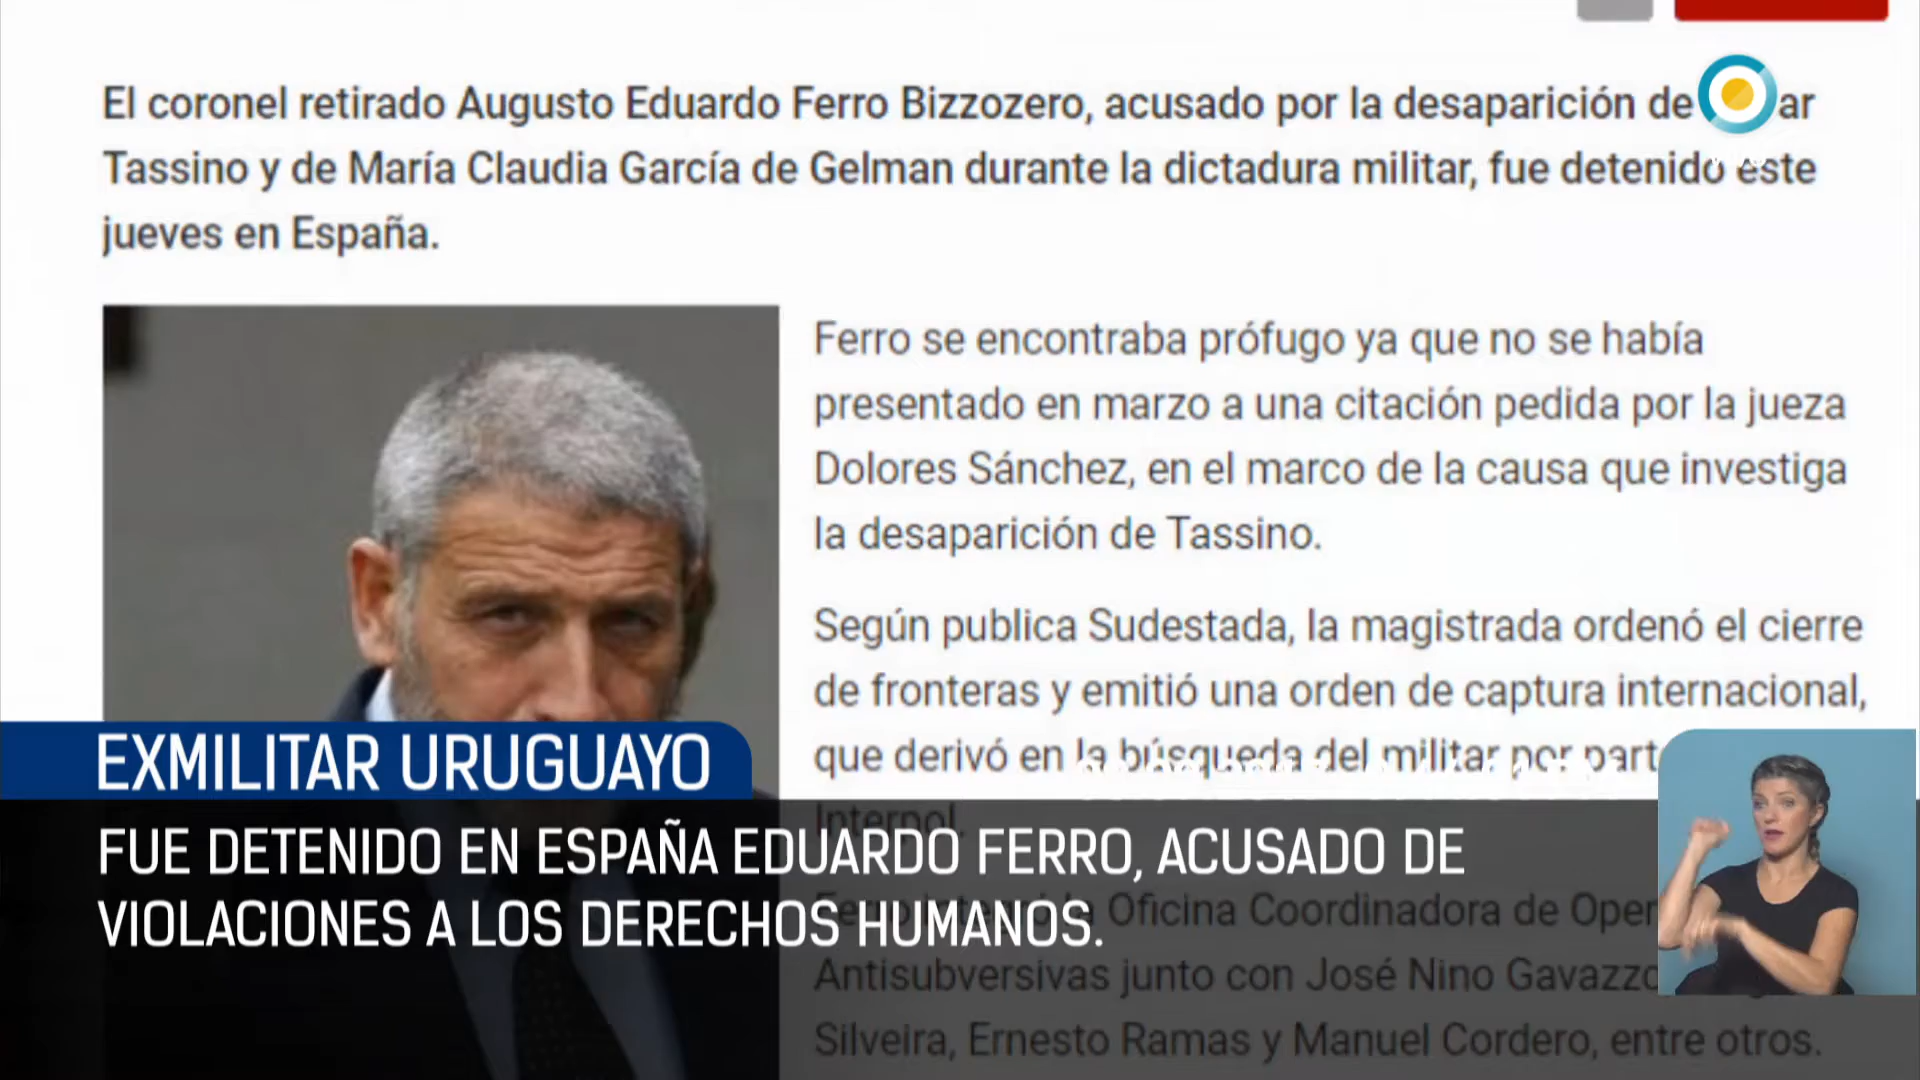 El coronel retirado Augusto Eduardo Ferro Bizzozero, acusado por la desaparición de ar
Tassino y de María Claudia García de Gelman durante la dictadura militar, fue detenido este
jueves en España.
Ferro se encontraba prófugo ya que no se había
presentado en marzo a una citación pedida por la jueza
Dolores Sánchez, en el marco de la causa que investiga
la desaparición de Tassino.
Según publica Sudestada, la magistrada ordenó el cierre
de fronteras y emitió una orden de captura internacional,
que derivó en la búsqueda del militar por part
Interpol.
Oficina Coordinadora de Oper
Antisubversivas junto con José Nino Gavazzo
Silveira, Ernesto Ramas y Manuel Cordero, entre otros.
EXMILITAR URUGUAYO
FUE DETENIDO EN ESPAÑA EDUARDO FERRO, ACUSADO DE
VIOLACIONES A LOS DERECHOS HUMANOS.